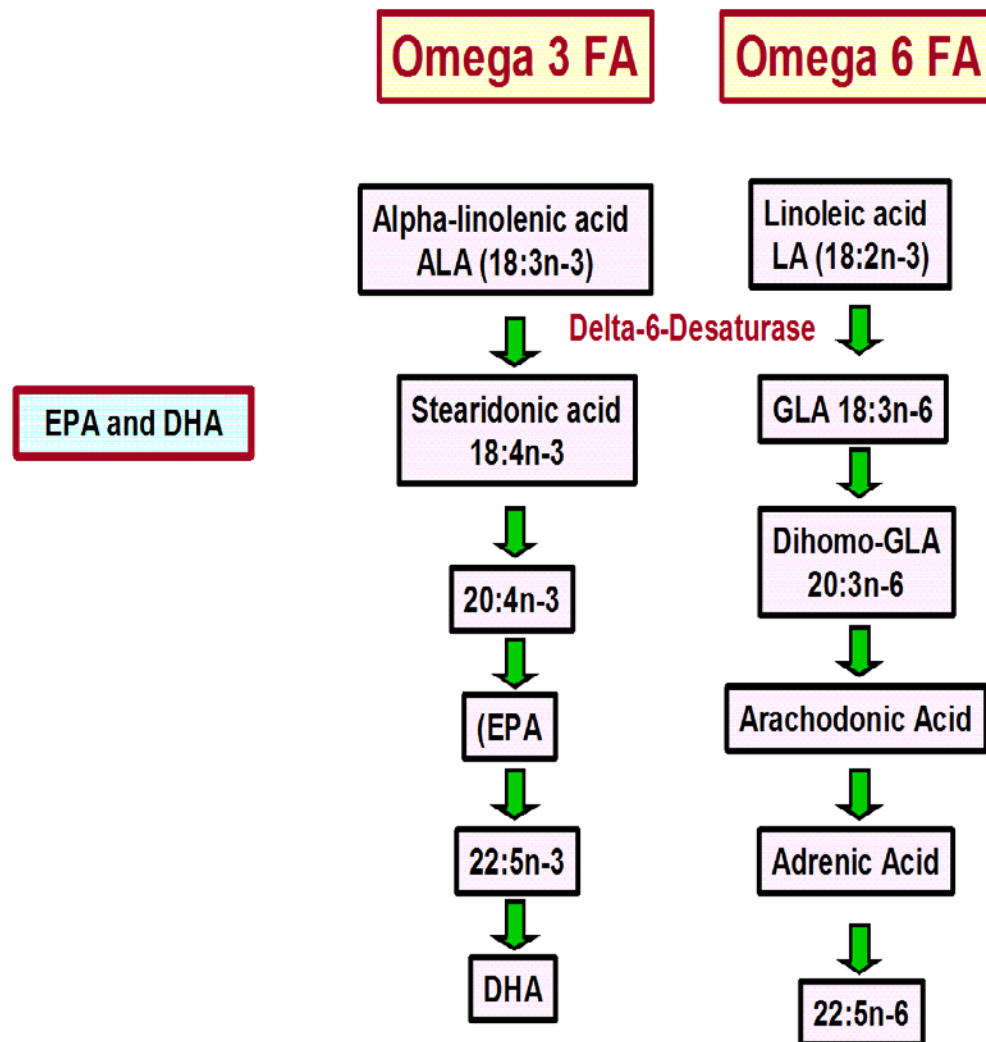 Omega 3 FA
Omega 6 FA
Alpha-linolenic acid
ALA (18:3n-3)
Linoleic acid
LA (18:2n-3)
Delta-6-Desaturase
EPA and DHA
Stearidonic acid
18:4n-3
GLA 18:3n-6
Dihomo-GLA
20:3n-6
20:4n-3
(EPA
Arachodonic Acid
22:5n-3
Adrenic Acid
DHA
22:5n-6